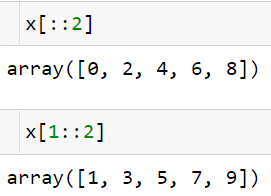 x[::2]
array([0, 2, 4, 6, 8])
x[1::2]
array([1, 3, 5, 7, 9])